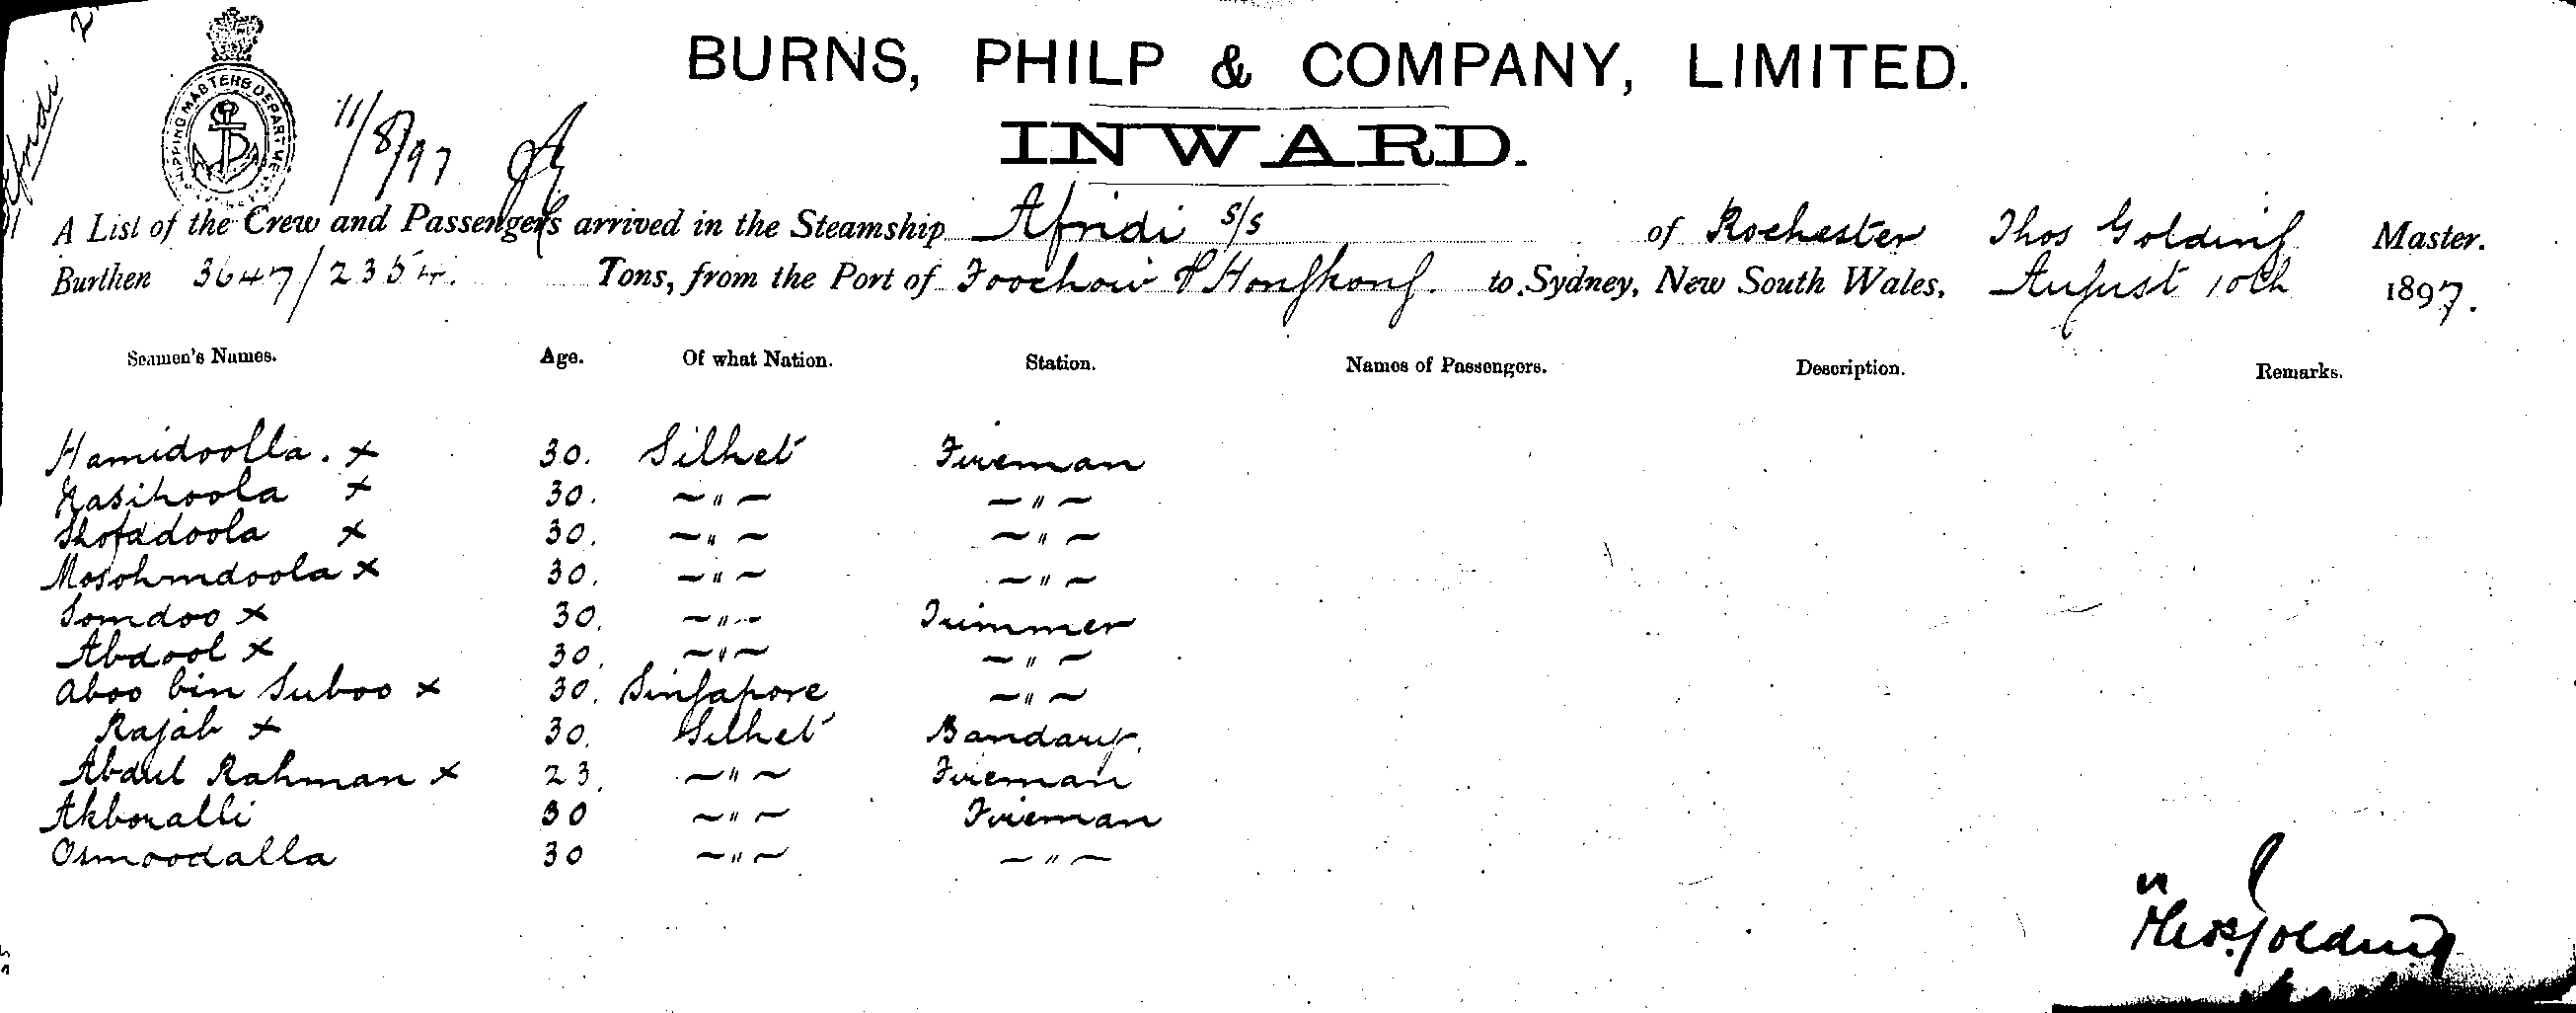 Afridi
SHIPPING MASTERS DEPARTMENT
11/8/97
BURNS, PHILP & COMPANY, LIMITED.
INWARD.
A List of the Crew and Passengers arrived in the Steamship Afridi s/s of Rochester Thos Golding Master.
Burthen 3647/2354. Tons, from the Port of Foochow & Hongkong. to Sydney, New South Wales, August 10th 1897.
Seamen's Names. Age. Of what Nation. Station. Names of Passengers. Description. Remarks.
Hamidoolla. x 30. Silhet Fireman
x 30. ~"~ ~"~
Shofadoola x 30. ~"~ ~"~
Mosohmdoola x 30. ~"~ ~"~
Somdoo x 30. ~"~ Trimmer
Abdool x 30. ~"~ ~"~
Aboo bin Suboo x 30. Singapore ~"~
Rajab x 30. Silhet Bandary.
Abdul Rahman x 23. ~"~ Fireman
Akboralli 30 ~"~ Fireman
Osmoodalla 30 ~"~ ~"~
Thos Golding